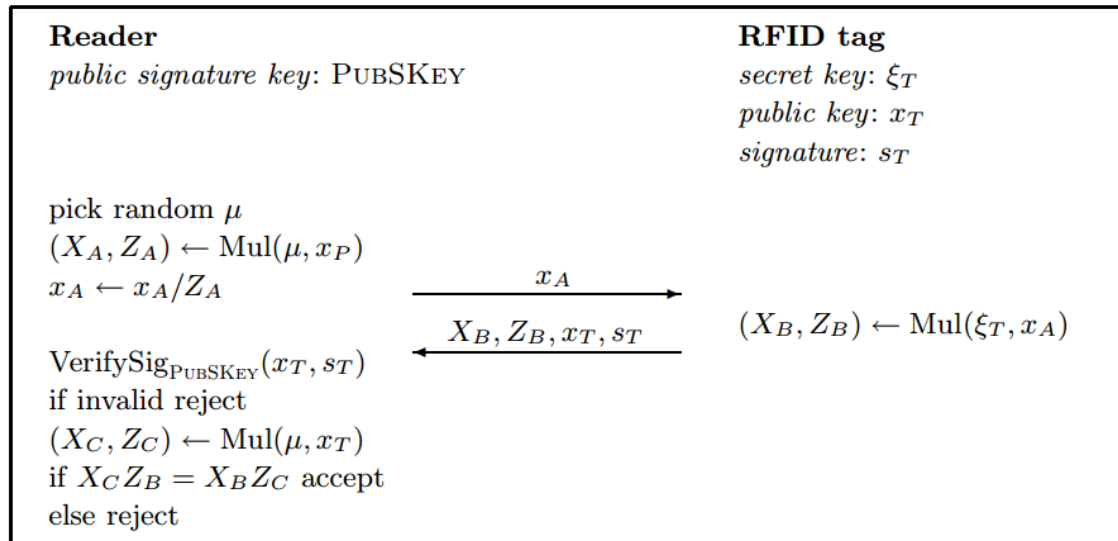 Reader
public signature key: PUBSKEY
RFID tag
secret key: ξ_T
public key: x_T
signature: s_T
pick random μ
(X_A, Z_A) ← Mul(μ, x_P)
x_A ← x_A/Z_A
x_A
(X_B, Z_B) ← Mul(ξ_T, x_A)
X_B, Z_B, x_T, s_T
VerifySig_PUBSKEY(x_T, s_T)
if invalid reject
(X_C, Z_C) ← Mul(μ, x_T)
if X_C Z_B = X_B Z_C accept
else reject